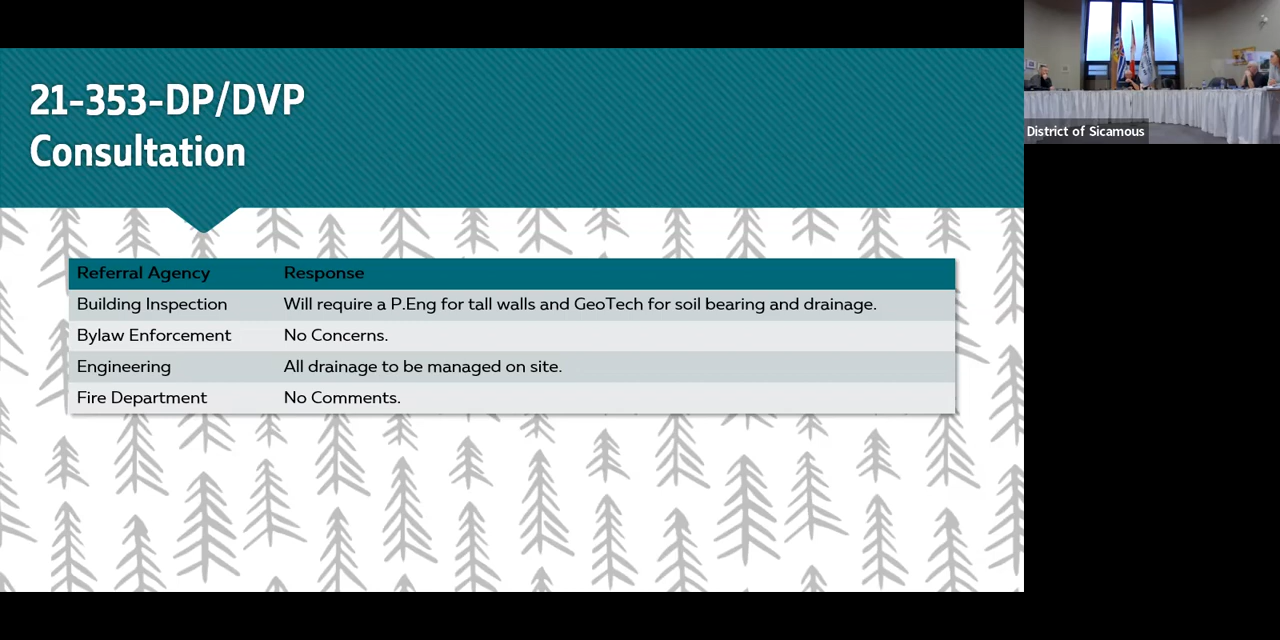 21-353-DP/DVP
Consultation
Referral Agency Response
Building Inspection Will require a P.Eng for tall walls and GeoTech for soil bearing and drainage.
Bylaw Enforcement No Concerns.
Engineering All drainage to be managed on site.
Fire Department No Comments.
District of Sicamous